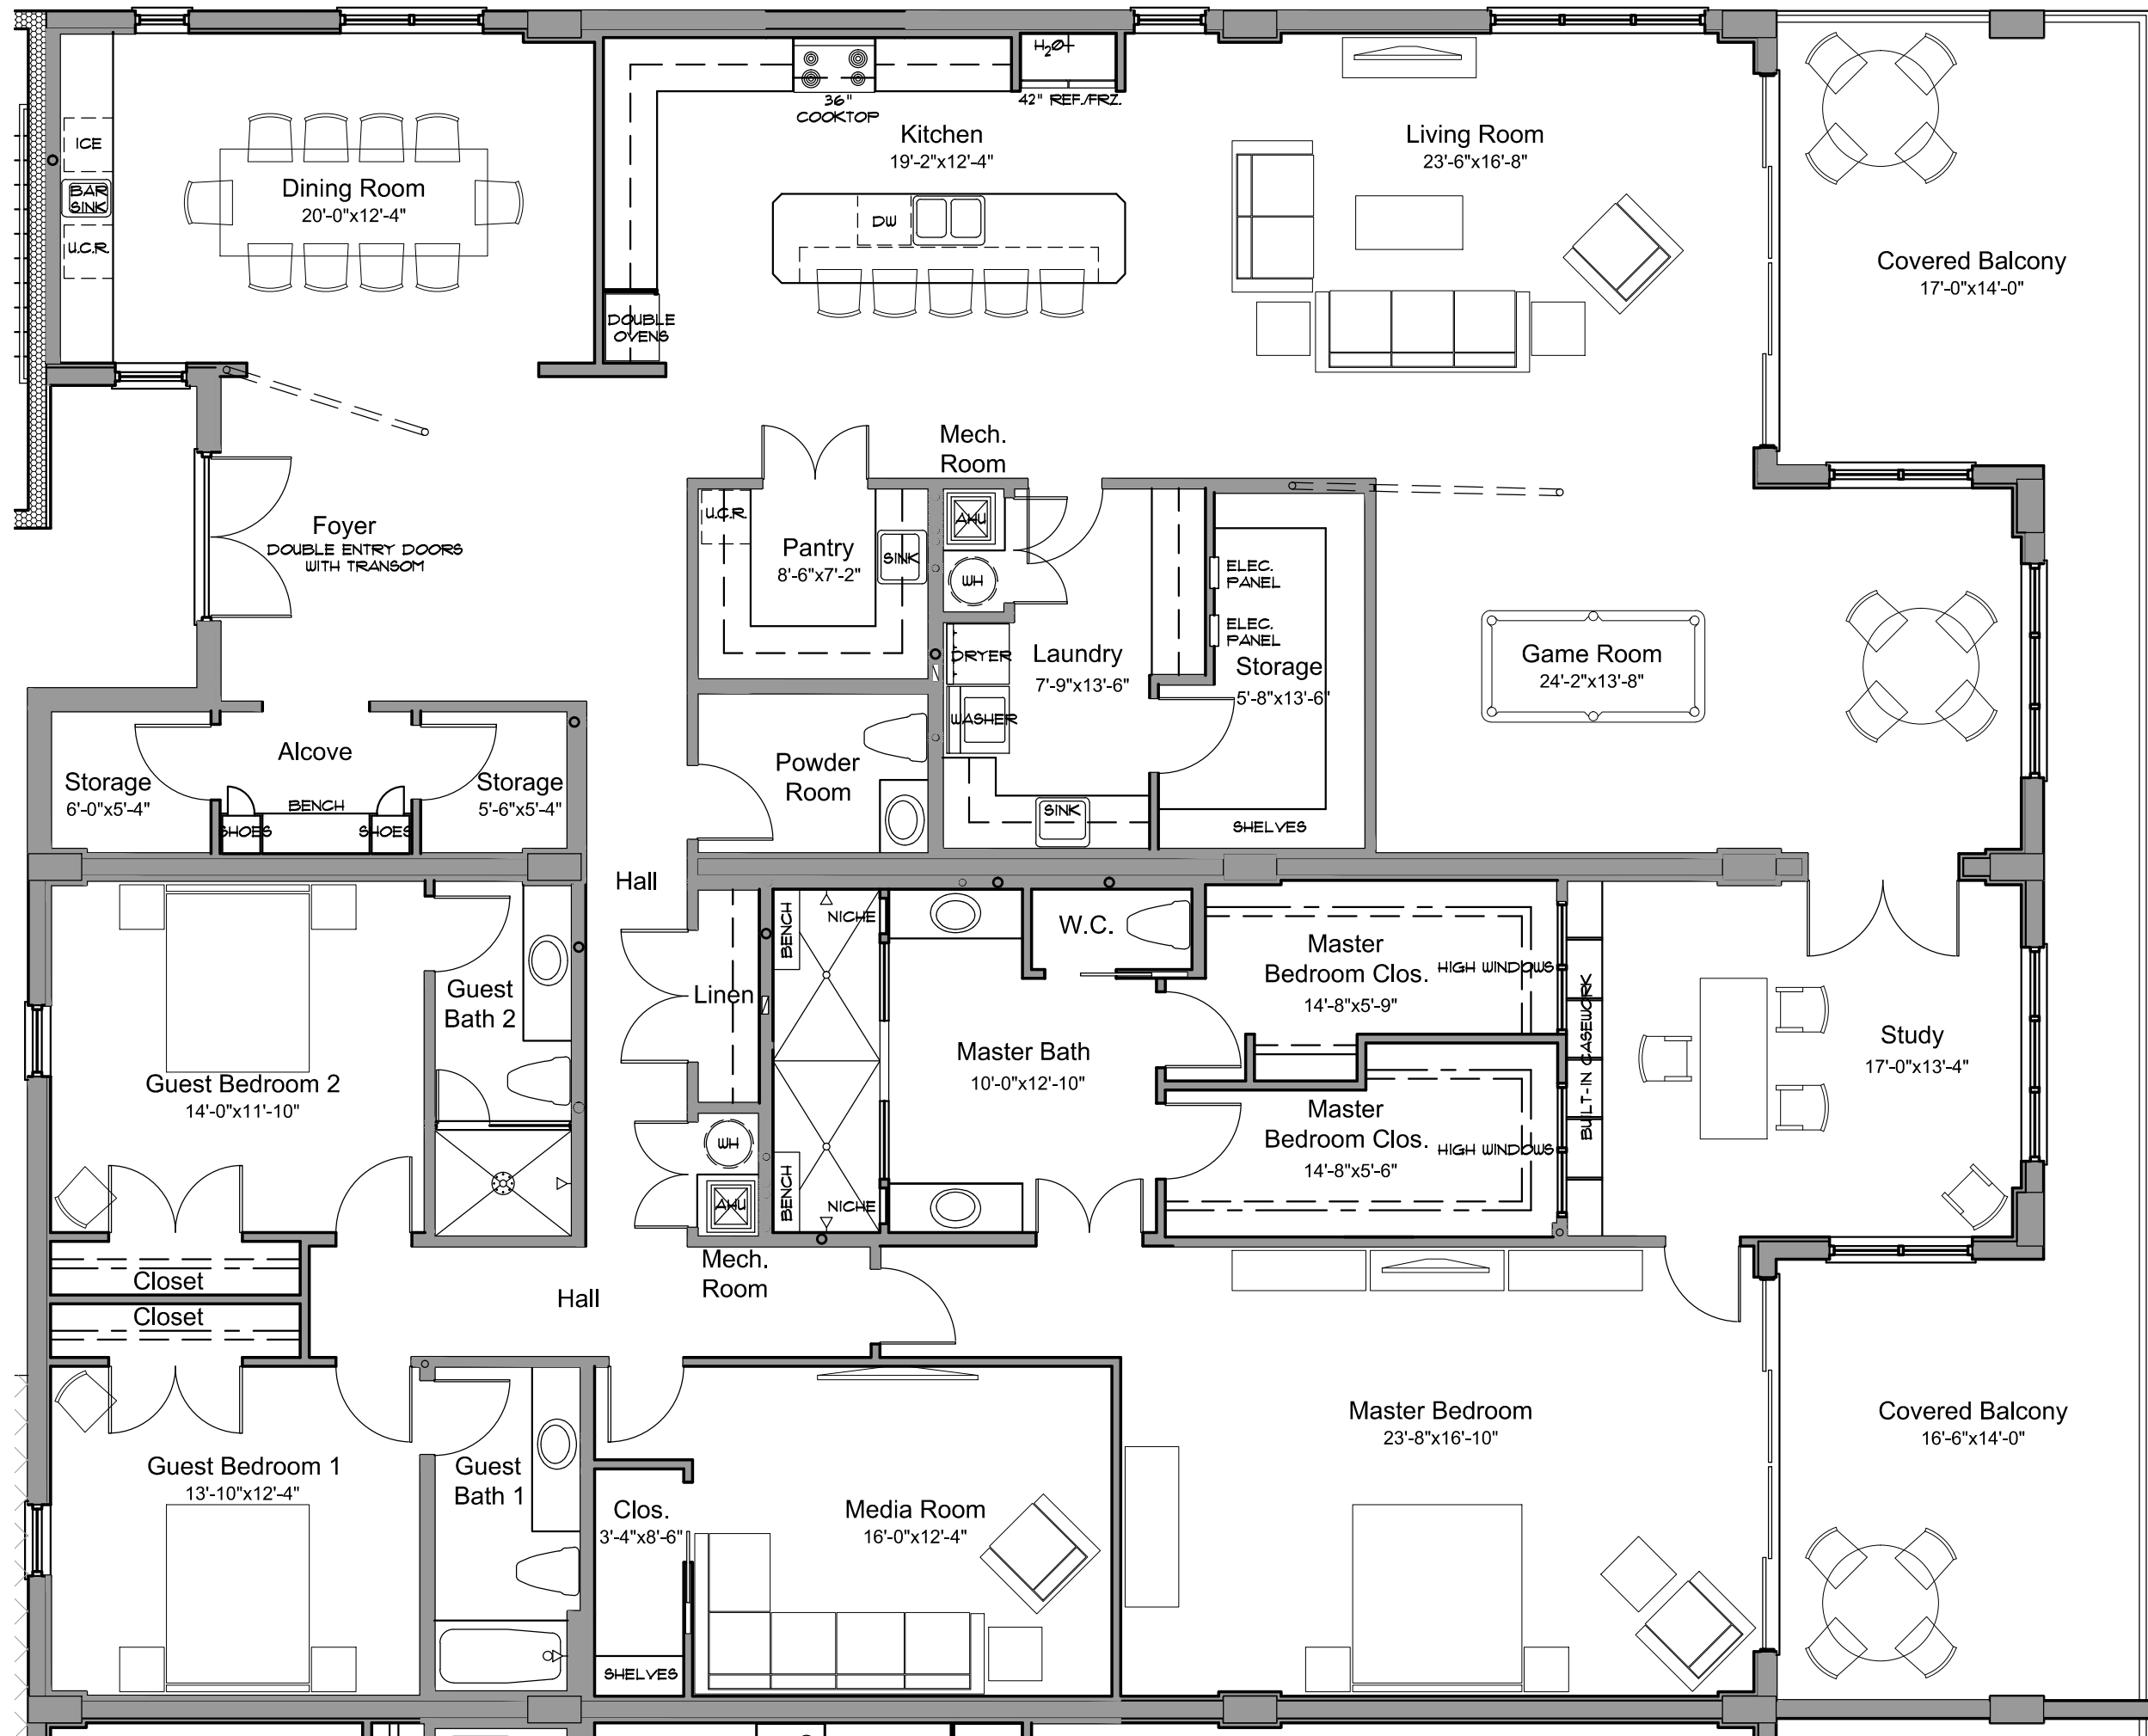 H₂O
36"
COOKTOP
42" REF./FRZ.
Kitchen
19'-2"x12'-4"
Living Room
23'-6"x16'-8"
ICE
BAR
SINK
U.C.R.
Dining Room
20'-0"x12'-4"
DW
DOUBLE
OVENS
Covered Balcony
17'-0"x14'-0"
Mech.
Room
Foyer
DOUBLE ENTRY DOORS
WITH TRANSOM
U.C.R.
Pantry
8'-6"x7'-2"
SINK
AHU
WH
ELEC.
PANEL
ELEC.
PANEL
DRYER
Laundry
7'-9"x13'-6"
WASHER
SINK
Storage
5'-8"x13'-6"
SHELVES
Game Room
24'-2"x13'-8"
Alcove
Storage
6'-0"x5'-4"
BENCH
SHOES
SHOES
Storage
5'-6"x5'-4"
Powder
Room
Hall
Guest
Bath 2
Guest Bedroom 2
14'-0"x11'-10"
Linen
BENCH
NICHE
W.C.
Master
Bedroom Clos.
14'-8"x5'-9"
HIGH WINDOWS
Master Bath
10'-0"x12'-10"
Master
Bedroom Clos.
14'-8"x5'-6"
HIGH WINDOWS
BUILT-IN CASEWORK
Study
17'-0"x13'-4"
WH
AHU
BENCH
NICHE
Mech.
Room
Closet
Closet
Hall
Guest Bedroom 1
13'-10"x12'-4"
Guest
Bath 1
Clos.
3'-4"x8'-6"
SHELVES
Media Room
16'-0"x12'-4"
Master Bedroom
23'-8"x16'-10"
Covered Balcony
16'-6"x14'-0"